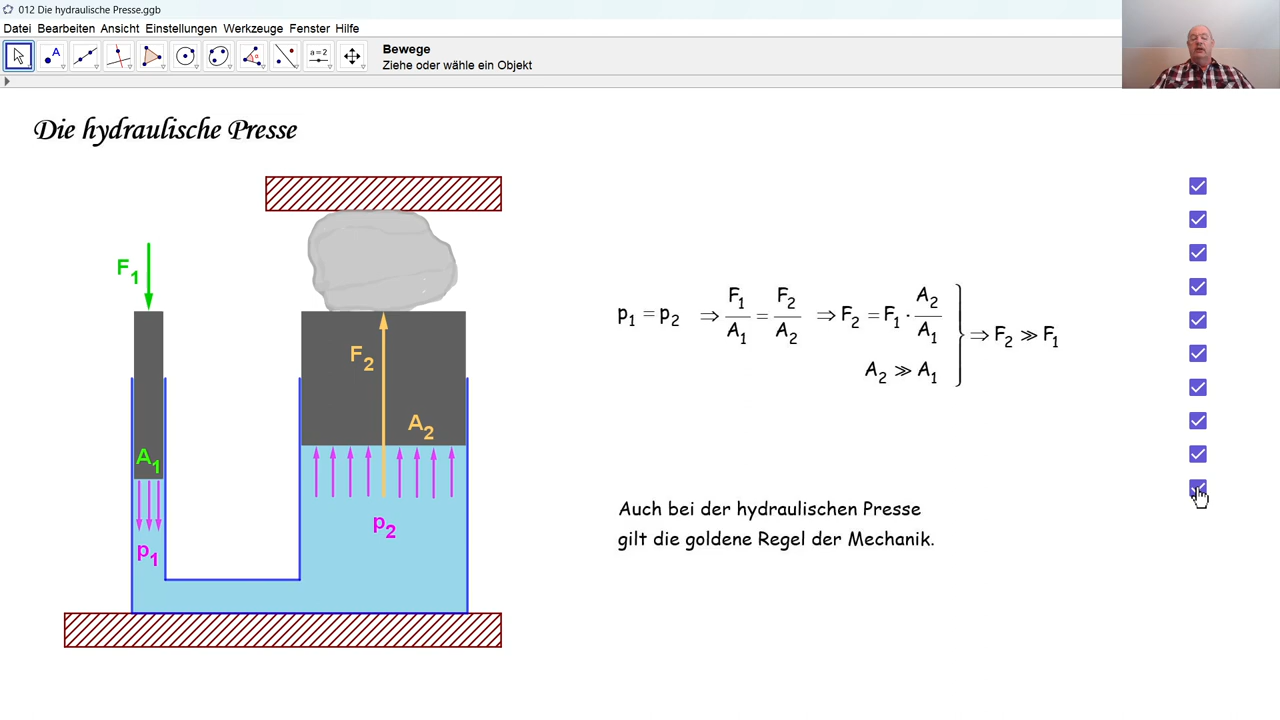 012 Die hydraulische Presse.ggb
Datei Bearbeiten Ansicht Einstellungen Werkzeuge Fenster Hilfe
A
a=2
Bewege
Ziehe oder wähle ein Objekt
Die hydraulische Presse
F₁
F₂
A₂
A₁
p₂
p₁
p₁ = p₂ ⇒ F₁/A₁ = F₂/A₂ ⇒ F₂ = F₁ · A₂/A₁
A₂ ≫ A₁
} ⇒ F₂ ≫ F₁
Auch bei der hydraulischen Presse
gilt die goldene Regel der Mechanik.